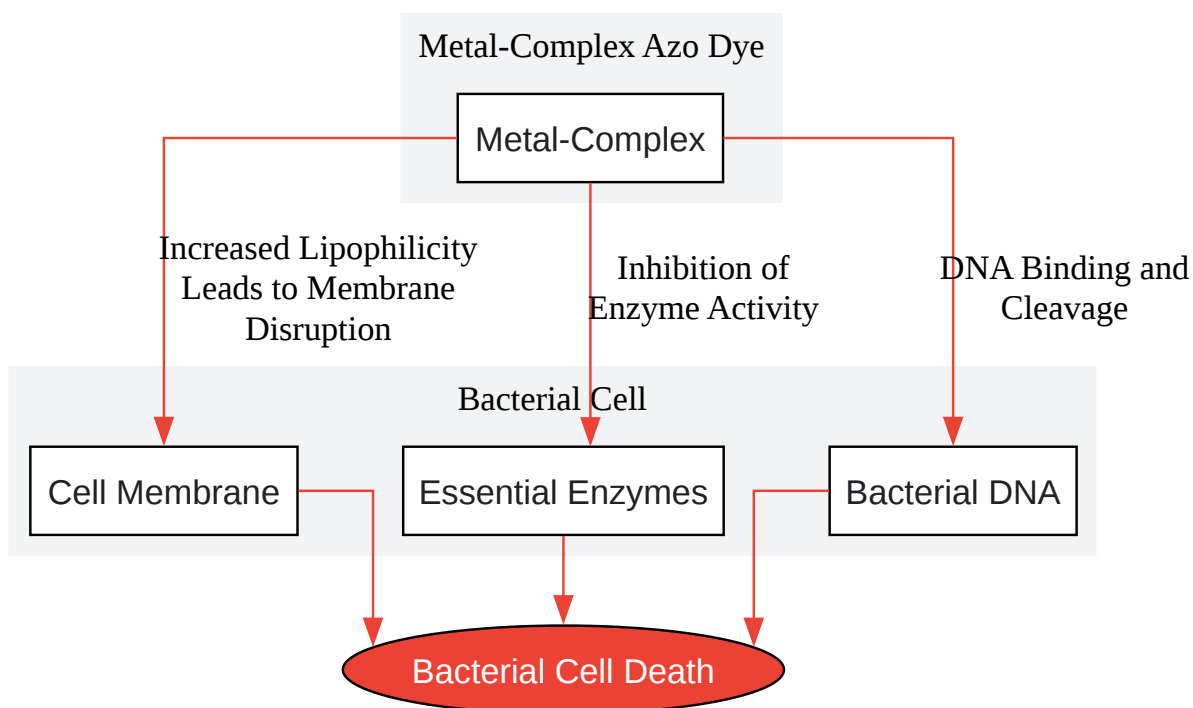 Metal-Complex Azo Dye
Metal-Complex
Increased Lipophilicity
Leads to Membrane
Disruption
Inhibition of
Enzyme Activity
DNA Binding and
Cleavage
Bacterial Cell
Cell Membrane
Essential Enzymes
Bacterial DNA
Bacterial Cell Death